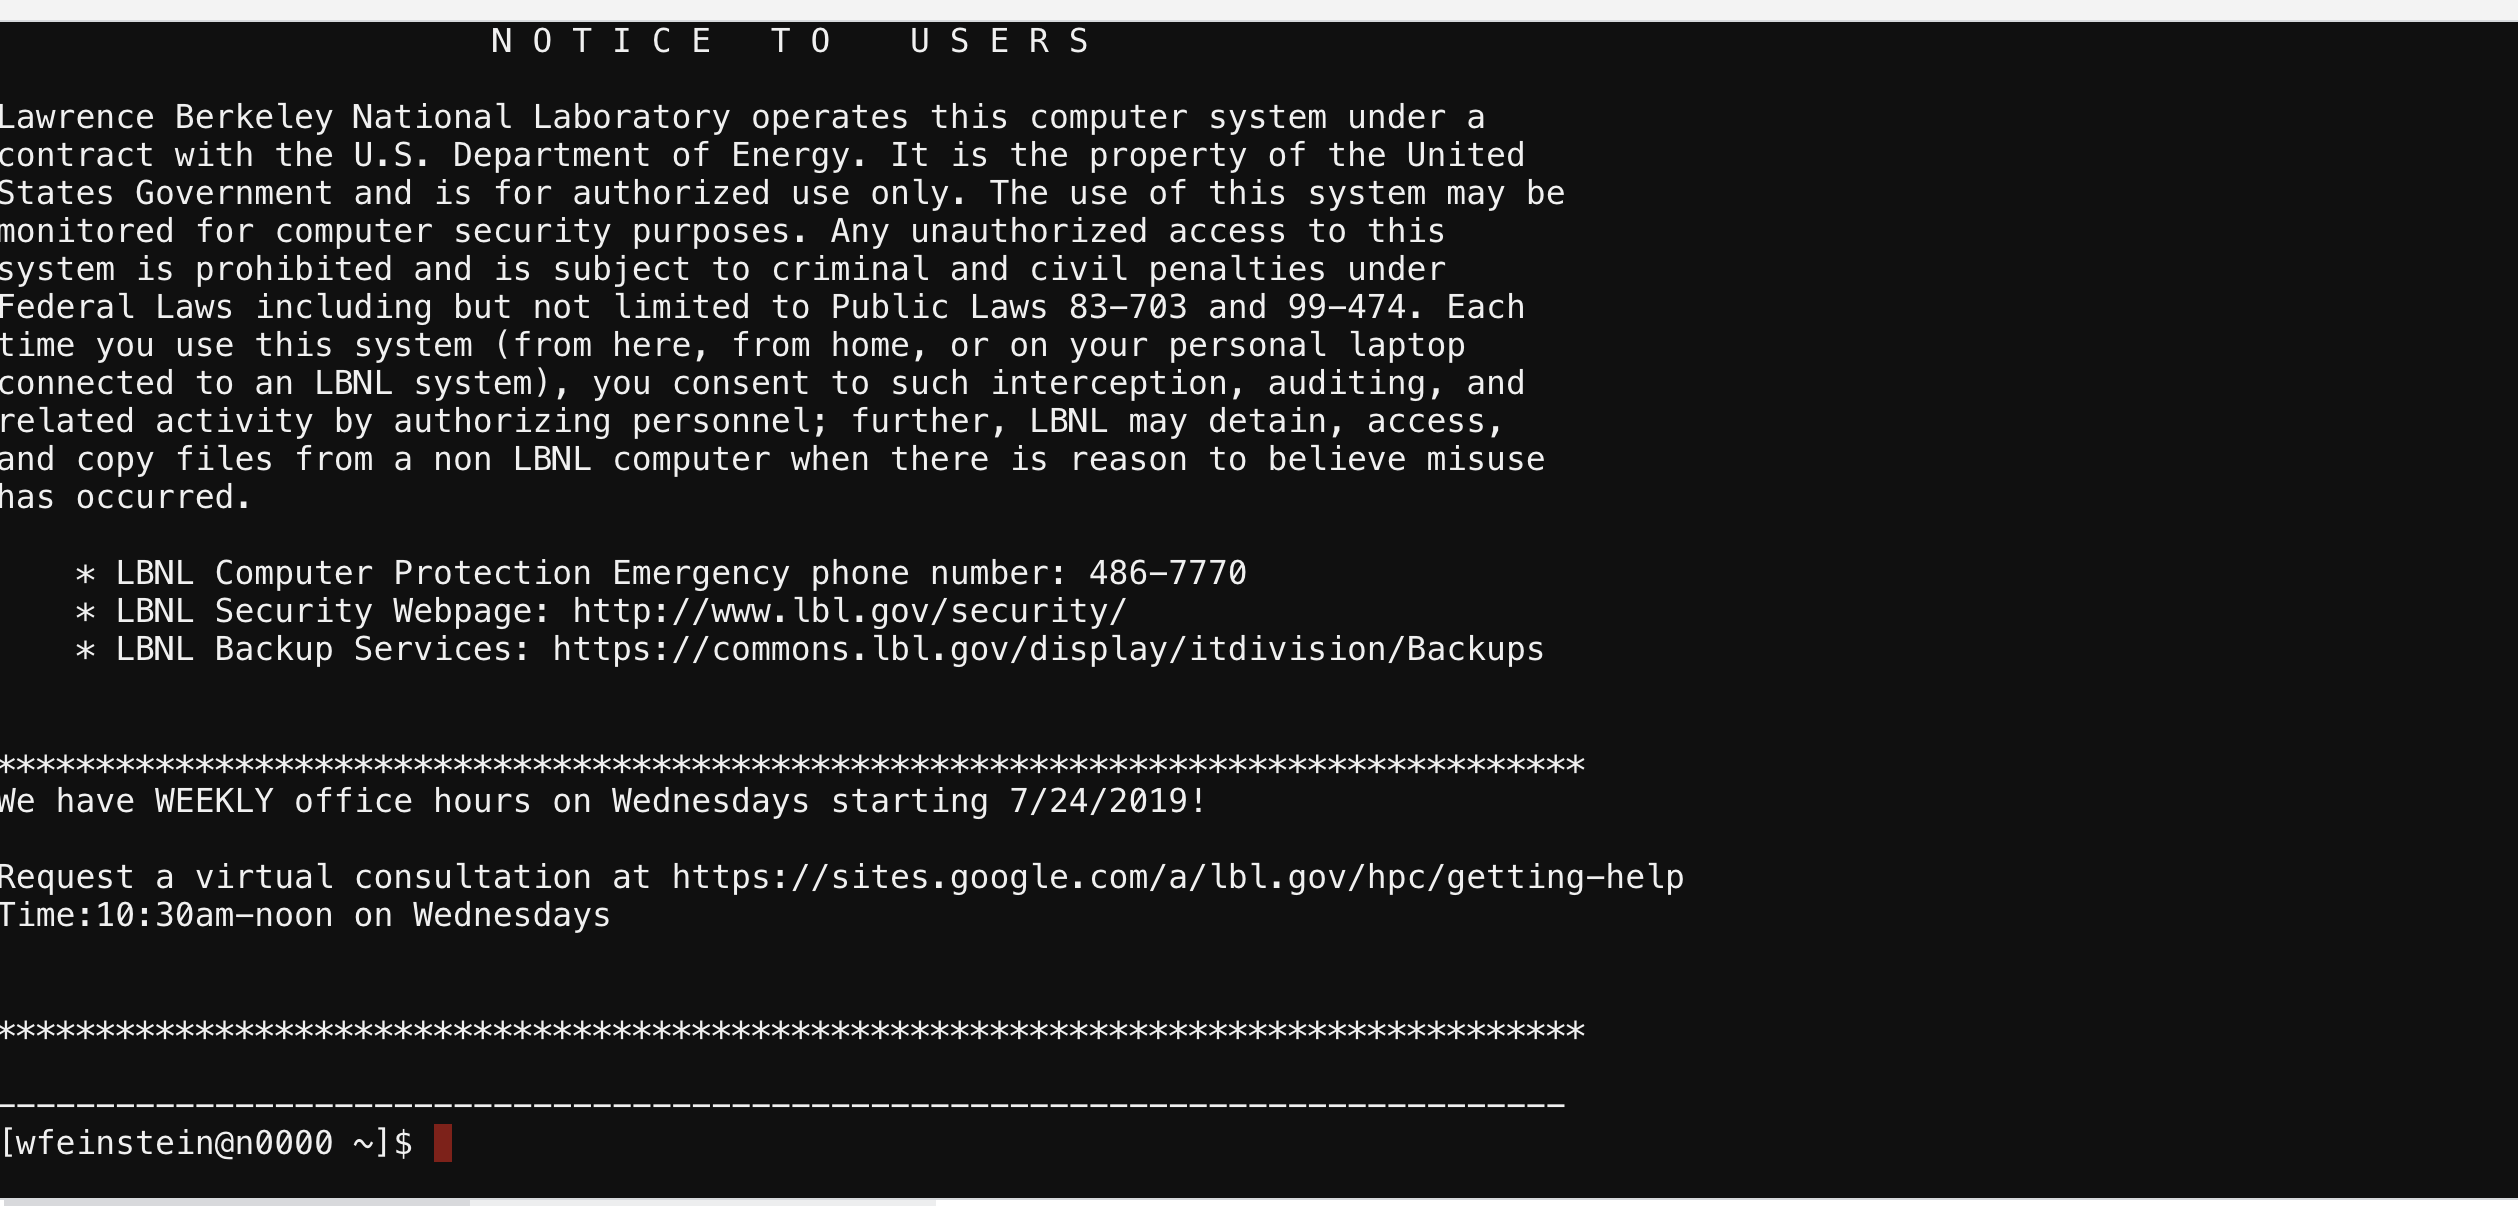 N O T I C E   T O    U S E R S
Lawrence Berkeley National Laboratory operates this computer system under a
contract with the U.S. Department of Energy. It is the property of the United
States Government and is for authorized use only. The use of this system may be
monitored for computer security purposes. Any unauthorized access to this
system is prohibited and is subject to criminal and civil penalties under
Federal Laws including but not limited to Public Laws 83-703 and 99-474. Each
time you use this system (from here, from home, or on your personal laptop
connected to an LBNL system), you consent to such interception, auditing, and
related activity by authorizing personnel; further, LBNL may detain, access,
and copy files from a non LBNL computer when there is reason to believe misuse
has occurred.
* LBNL Computer Protection Emergency phone number: 486-7770
* LBNL Security Webpage: http://www.lbl.gov/security/
* LBNL Backup Services: https://commons.lbl.gov/display/itdivision/Backups
********************************************************************************
We have WEEKLY office hours on Wednesdays starting 7/24/2019!
Request a virtual consultation at https://sites.google.com/a/lbl.gov/hpc/getting-help
Time:10:30am-noon on Wednesdays
********************************************************************************
-------------------------------------------------------------------------------
[wfeinstein@n0000 ~]$